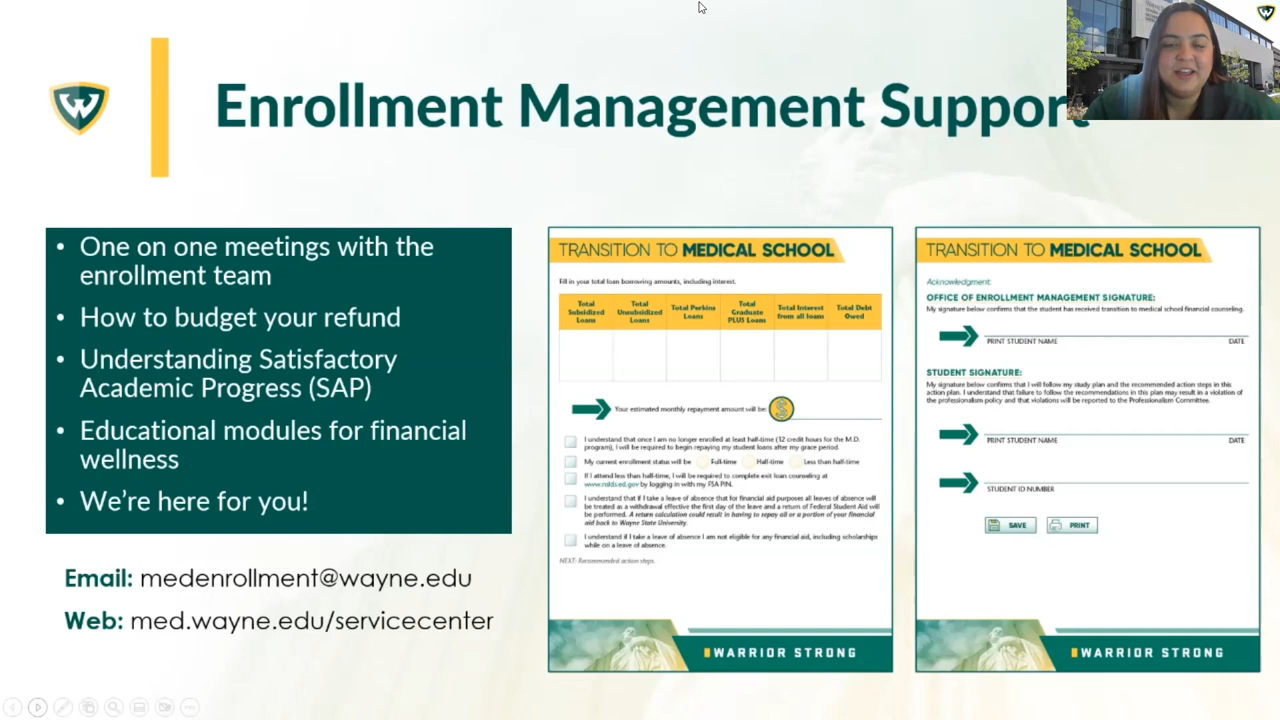 Enrollment Management Support
• One on one meetings with the
enrollment team
• How to budget your refund
• Understanding Satisfactory
Academic Progress (SAP)
• Educational modules for financial
wellness
• We're here for you!
Email: medenrollment@wayne.edu
Web: med.wayne.edu/servicecenter
TRANSITION TO MEDICAL SCHOOL
Fill in your total loan borrowing amounts, including interest.
Total Subsidized Loans
Total Unsubsidized Loans
Total Perkins Loans
Total Graduate PLUS Loans
Total Interest from all loans
Total Debt Owed
Your estimated monthly repayment amount will be:
I understand that once I am no longer enrolled at least half-time (12 credit hours for the M.D.
program), I will be required to begin repaying my student loans after my grace period.
My current enrollment status will be Full-time Half-time Less than half-time
If I attend less than half-time, I will be required to complete exit loan counseling at
www.nslds.ed.gov by logging in with my FSA PIN.
I understand that if I take a leave of absence that for financial aid purposes all leaves of absence will
be treated as a withdrawal effective the first day of the leave and a return of Federal Student Aid will
be performed. A return calculation could result in having to repay all or a portion of your financial
aid back to Wayne State University.
I understand if I take a leave of absence I am not eligible for any financial aid, including scholarships
while on a leave of absence.
NEXT: Recommended action steps.
WARRIOR STRONG
TRANSITION TO MEDICAL SCHOOL
Acknowledgment:
OFFICE OF ENROLLMENT MANAGEMENT SIGNATURE:
My signature below confirms that the student has received transition to medical school financial counseling.
PRINT STUDENT NAME DATE
STUDENT SIGNATURE:
My signature below confirms that I will follow my study plan and the recommended action steps in this
action plan. I understand that failure to follow the recommendations in this plan may result in a violation of
the professionalism policy and that violations will be reported to the Professionalism Committee.
PRINT STUDENT NAME DATE
STUDENT ID NUMBER
SAVE PRINT
WARRIOR STRONG